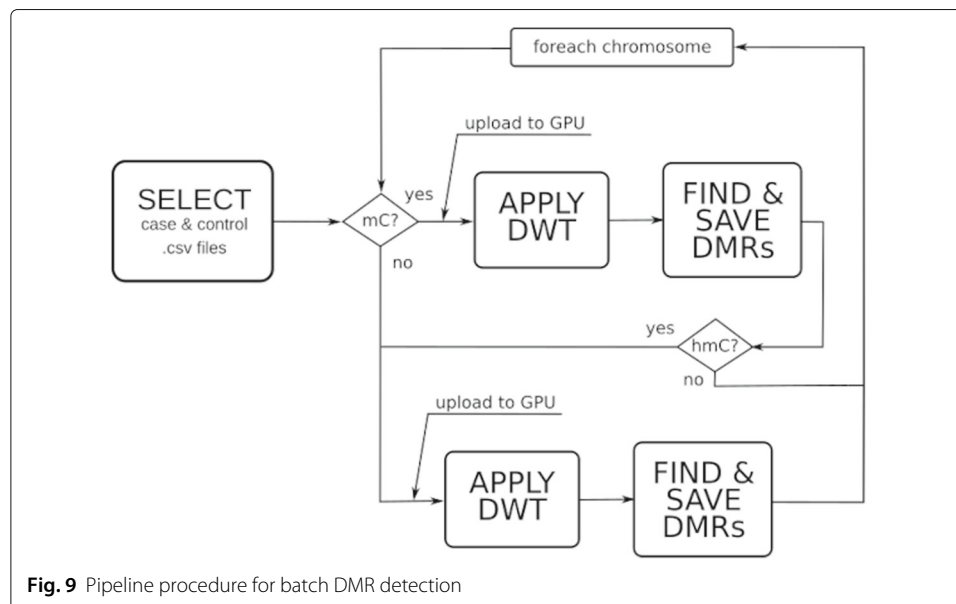 foreach chromosome
upload to GPU
SELECT
case & control
.csv files
mC?
yes
no
APPLY
DWT
FIND &
SAVE
DMRs
yes
hmC?
no
upload to GPU
APPLY
DWT
FIND &
SAVE
DMRs
Fig. 9 Pipeline procedure for batch DMR detection